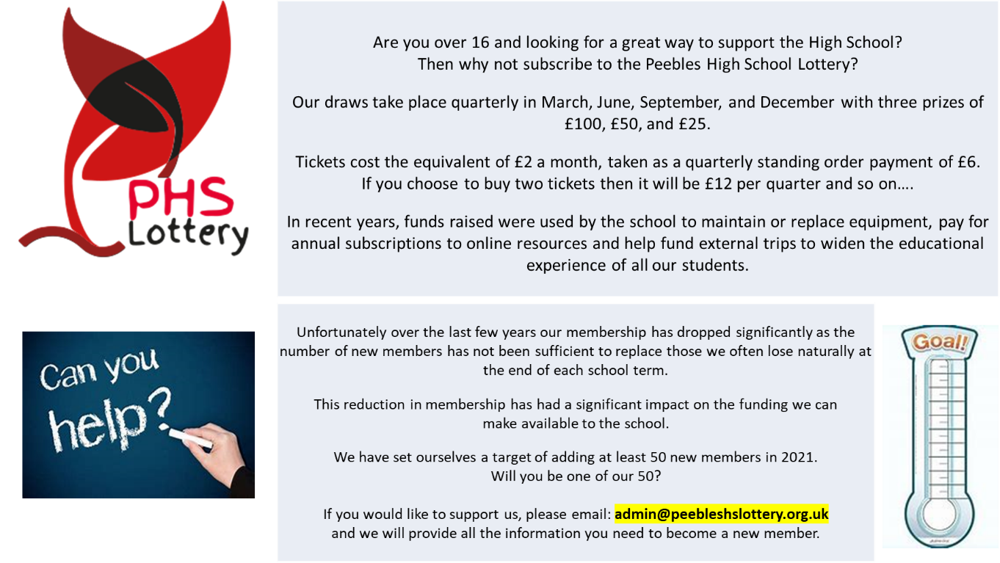 PHS
Lottery
Are you over 16 and looking for a great way to support the High School?
Then why not subscribe to the Peebles High School Lottery?
Our draws take place quarterly in March, June, September, and December with three prizes of
£100, £50, and £25.
Tickets cost the equivalent of £2 a month, taken as a quarterly standing order payment of £6.
If you choose to buy two tickets then it will be £12 per quarter and so on….
In recent years, funds raised were used by the school to maintain or replace equipment, pay for
annual subscriptions to online resources and help fund external trips to widen the educational
experience of all our students.
Can you
help?
Unfortunately over the last few years our membership has dropped significantly as the
number of new members has not been sufficient to replace those we often lose naturally at
the end of each school term.
This reduction in membership has had a significant impact on the funding we can
make available to the school.
We have set ourselves a target of adding at least 50 new members in 2021.
Will you be one of our 50?
If you would like to support us, please email: admin@peebleshslottery.org.uk
and we will provide all the information you need to become a new member.
Goal!